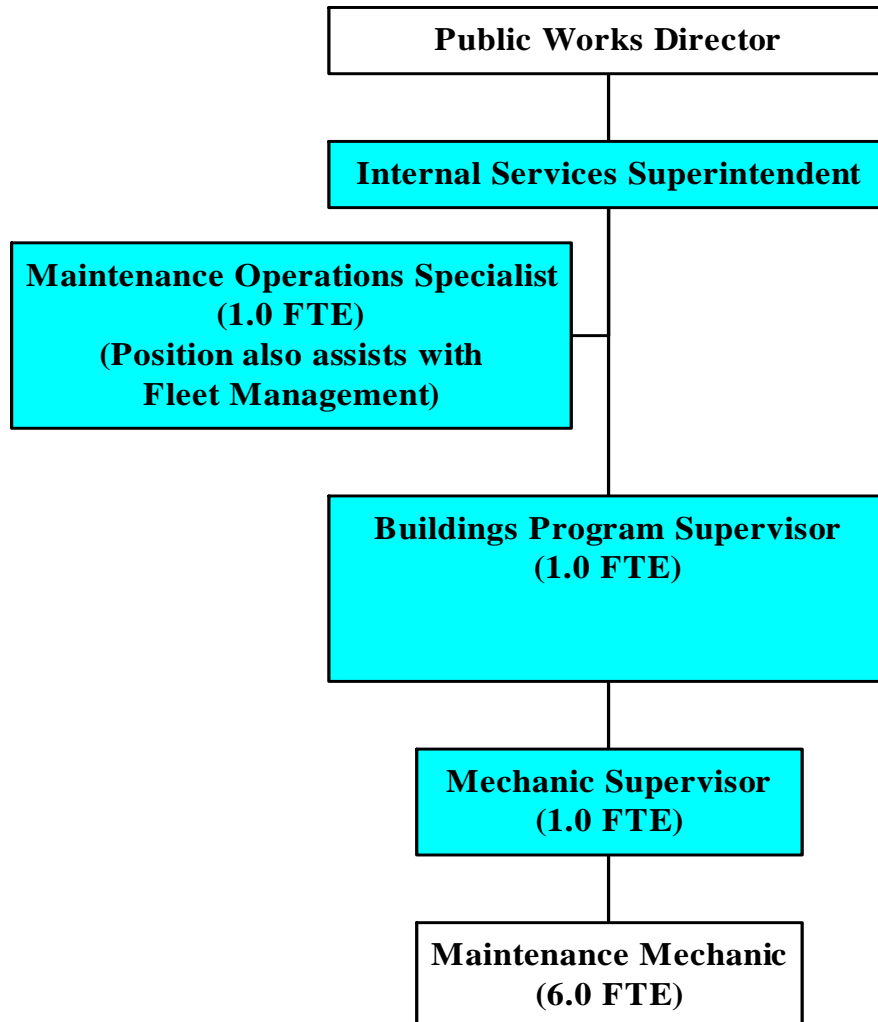 Public Works Director
Internal Services Superintendent
Maintenance Operations Specialist
(1.0 FTE)
(Position also assists with
Fleet Management)
Buildings Program Supervisor
(1.0 FTE)
Mechanic Supervisor
(1.0 FTE)
Maintenance Mechanic
(6.0 FTE)